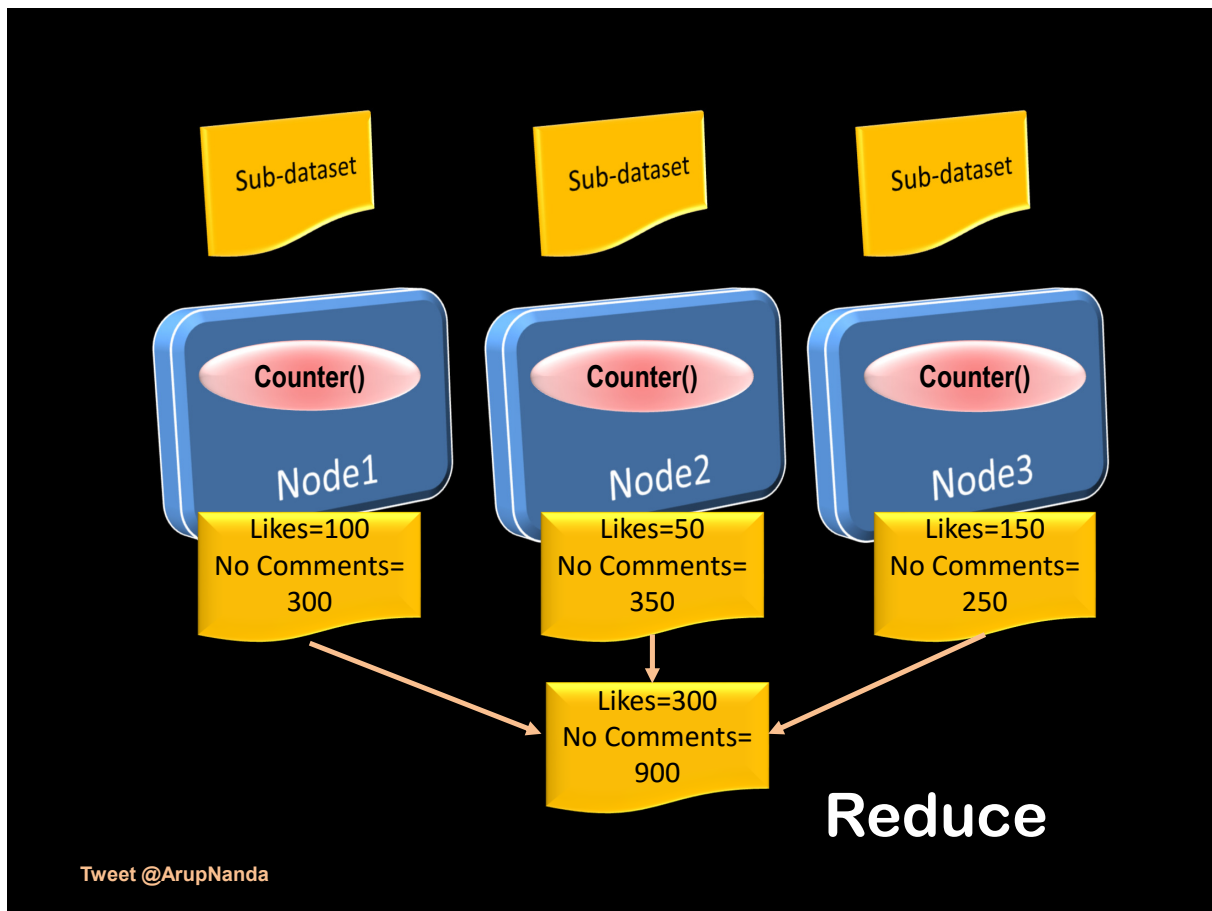 Sub-dataset
Sub-dataset
Sub-dataset
Counter()
Node1
Counter()
Node2
Counter()
Node3
Likes=100
No Comments=
300
Likes=50
No Comments=
350
Likes=150
No Comments=
250
Likes=300
No Comments=
900
Reduce
Tweet @ArupNanda